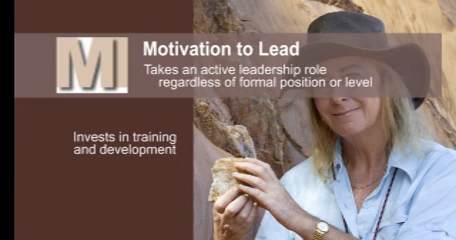 M
Motivation to Lead
Takes an active leadership role
regardless of formal position or level
Invests in training
and development